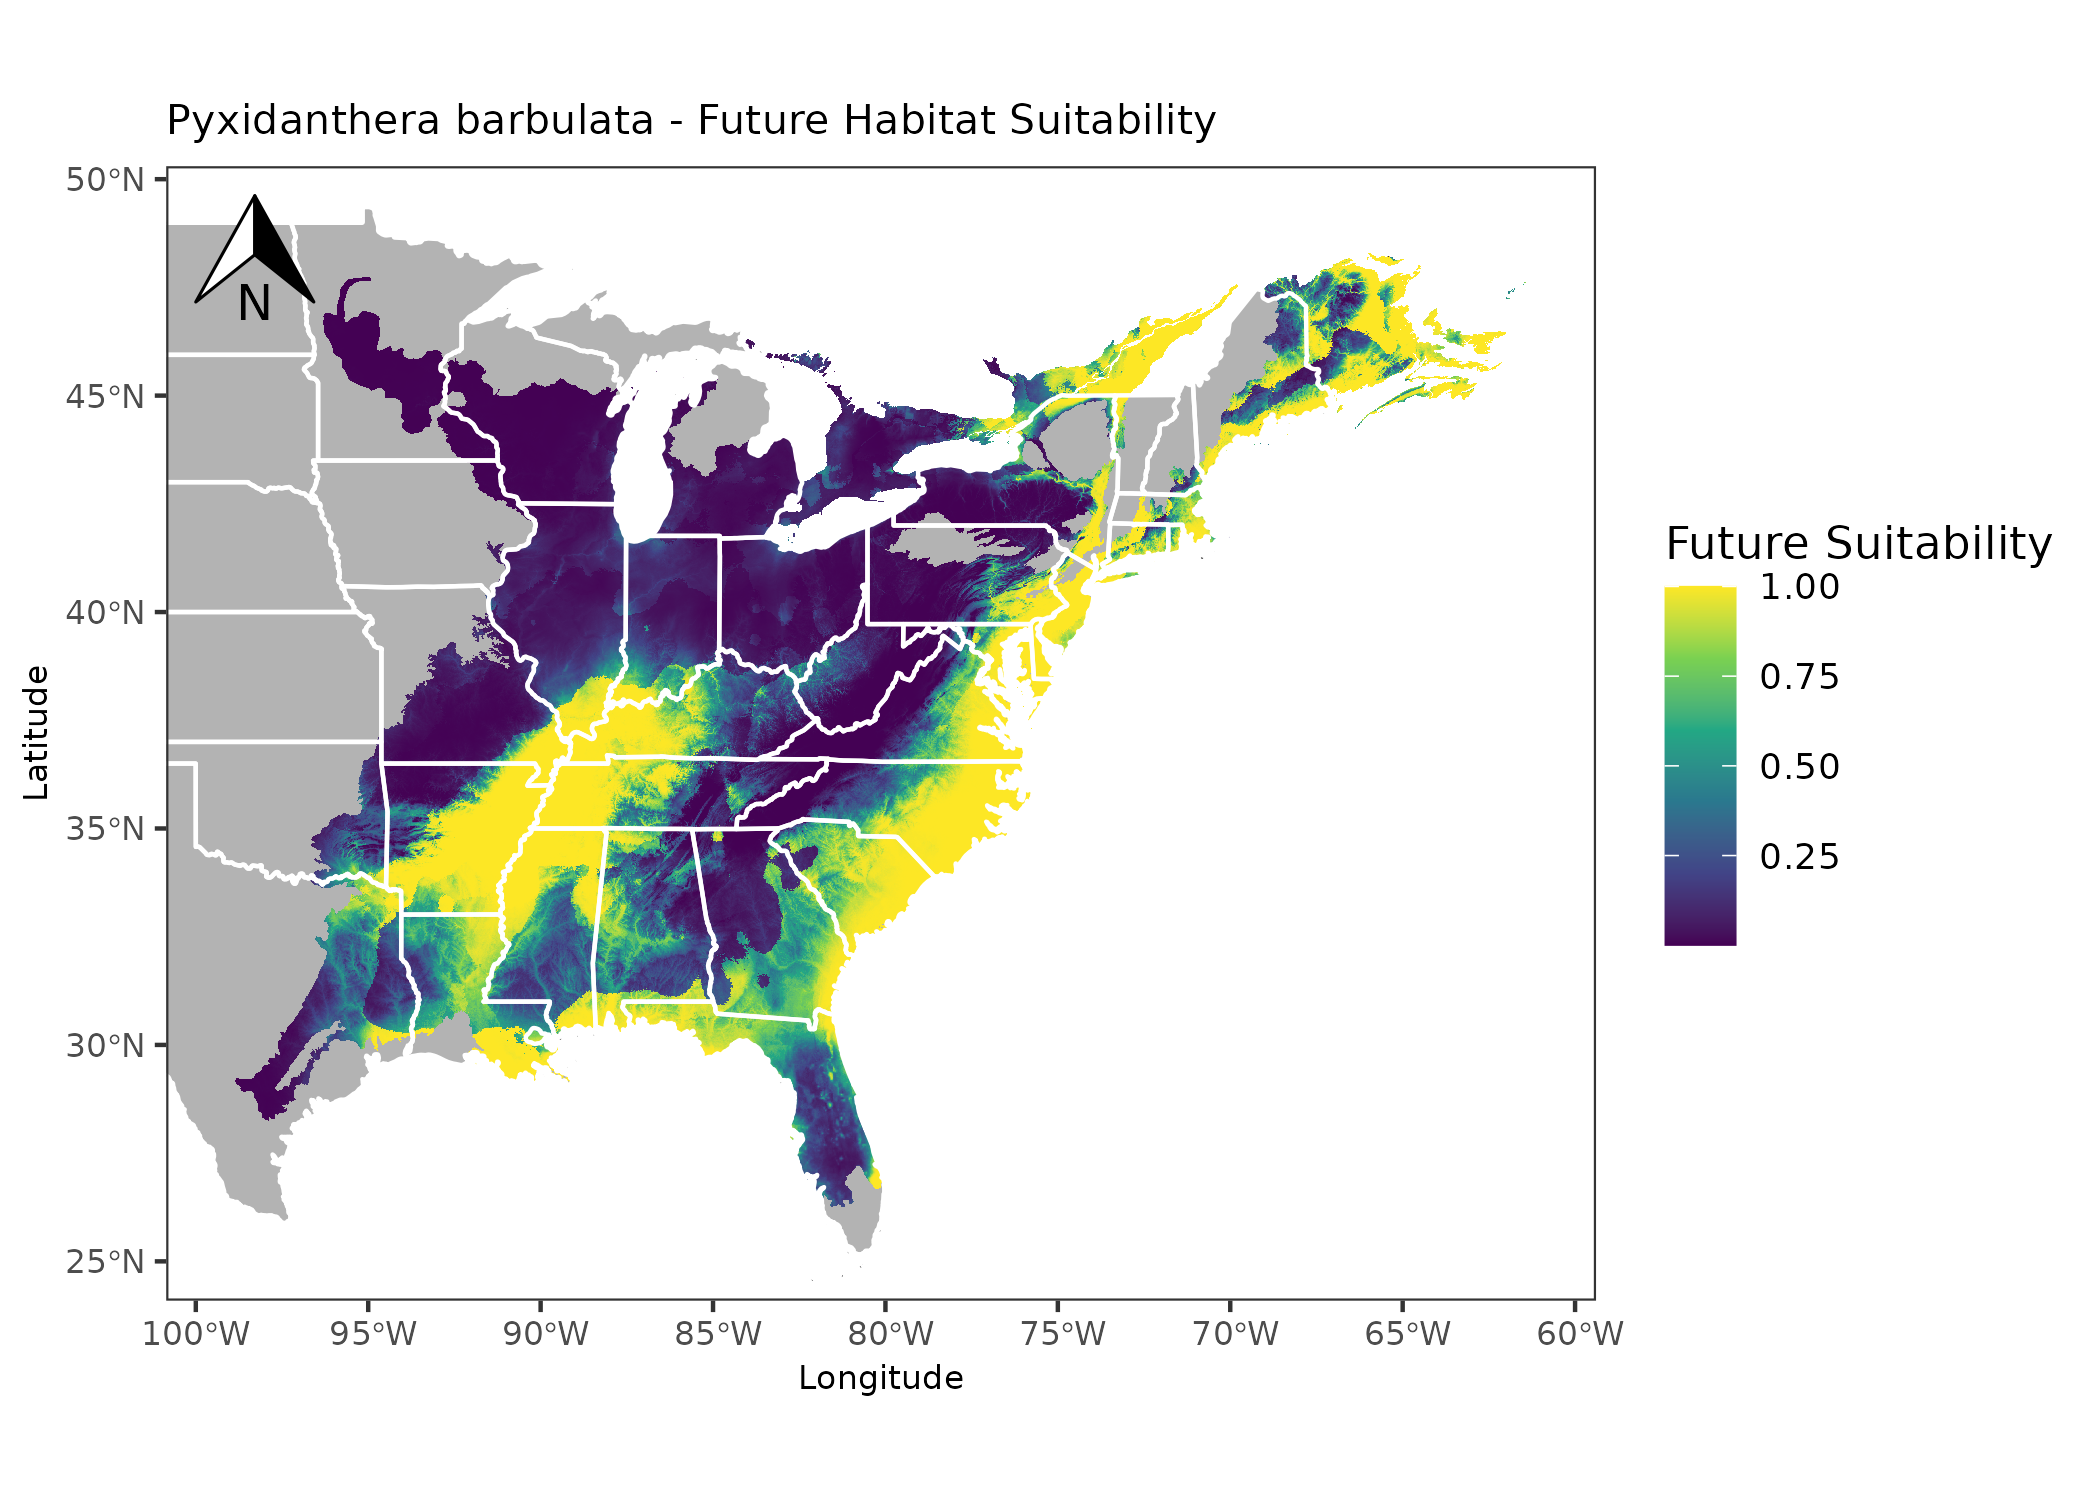 Pyxidanthera barbulata - Future Habitat Suitability
50°N
45°N
40°N
35°N
30°N
25°N
Latitude
N
100°W
95°W
90°W
85°W
80°W
75°W
70°W
65°W
60°W
Longitude
Future Suitability
1.00
0.75
0.50
0.25